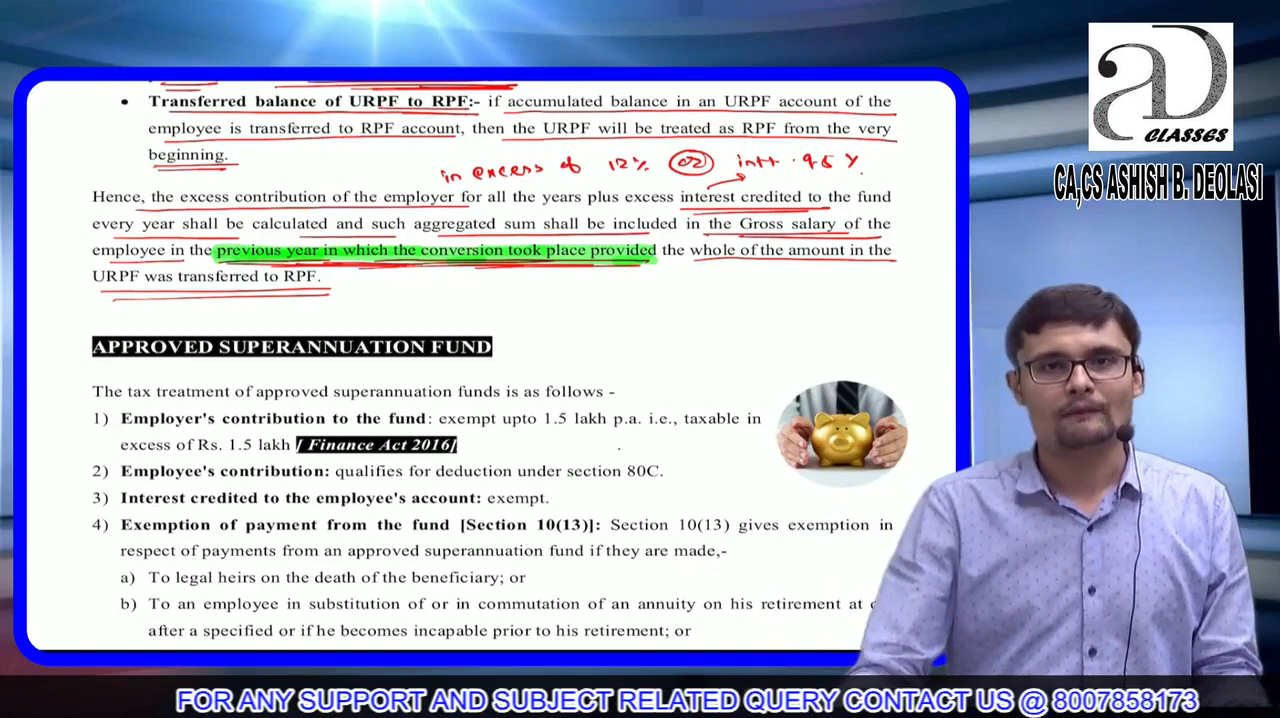 • Transferred balance of URPF to RPF:- if accumulated balance in an URPF account of the
employee is transferred to RPF account, then the URPF will be treated as RPF from the very
beginning.
in excess of 12% or intt. 9.5%.
Hence, the excess contribution of the employer for all the years plus excess interest credited to the fund
every year shall be calculated and such aggregated sum shall be included in the Gross salary of the
employee in the previous year in which the conversion took place provided the whole of the amount in the
URPF was transferred to RPF.
APPROVED SUPERANNUATION FUND
The tax treatment of approved superannuation funds is as follows -
1) Employer's contribution to the fund: exempt upto 1.5 lakh p.a. i.e., taxable in
excess of Rs. 1.5 lakh [ Finance Act 2016]
2) Employee's contribution: qualifies for deduction under section 80C.
3) Interest credited to the employee's account: exempt.
4) Exemption of payment from the fund [Section 10(13)]: Section 10(13) gives exemption in
respect of payments from an approved superannuation fund if they are made,-
a) To legal heirs on the death of the beneficiary; or
b) To an employee in substitution of or in commutation of an annuity on his retirement at
after a specified or if he becomes incapable prior to his retirement; or
aD
CLASSES
CA,CS ASHISH B. DEOLASI
FOR ANY SUPPORT AND SUBJECT RELATED QUERY CONTACT US @ 8007858173